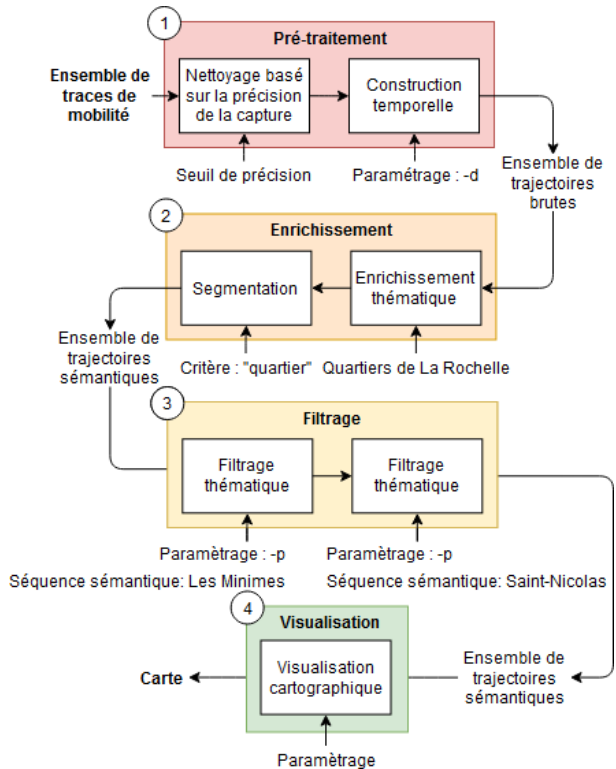 1
Pré-traitement
Ensemble de
traces de
mobilité
Nettoyage basé
sur la précision
de la capture
Construction
temporelle
Seuil de précision
Paramétrage : -d
Ensemble de
trajectoires
brutes
2
Enrichissement
Segmentation
Enrichissement
thématique
Critère : "quartier"
Quartiers de La Rochelle
Ensemble de
trajectoires
sémantiques
3
Filtrage
Filtrage
thématique
Filtrage
thématique
Paramètrage : -p
Paramètrage : -p
Séquence sémantique: Les Minimes
Séquence sémantique: Saint-Nicolas
4
Visualisation
Visualisation
cartographique
Carte
Ensemble de
trajectoires
sémantiques
Paramètrage